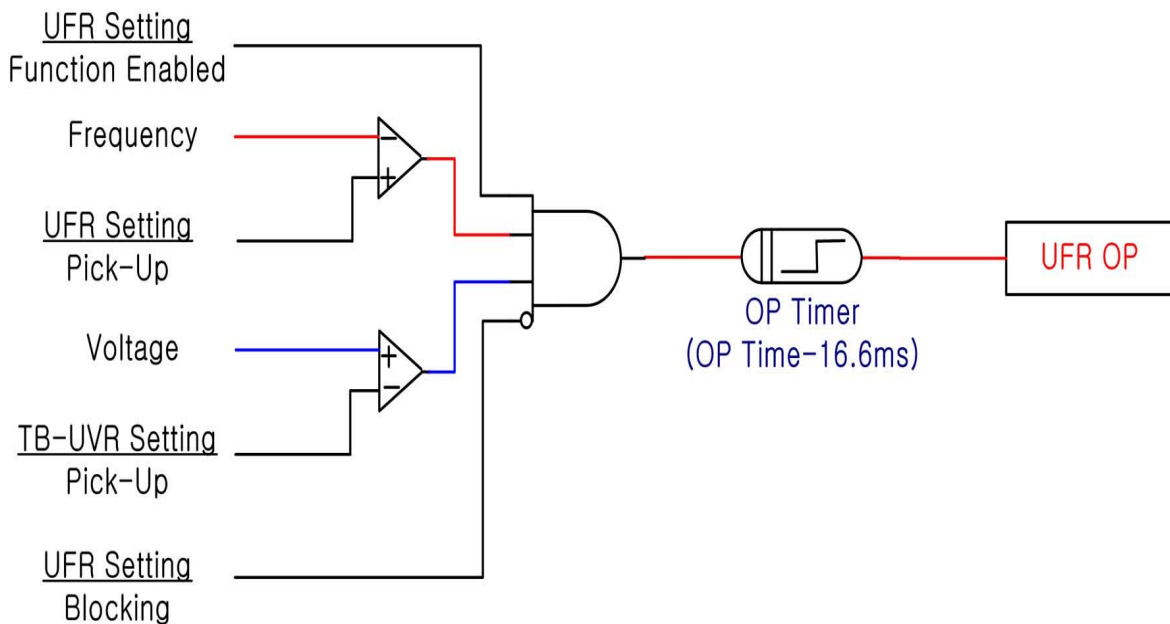 UFR Setting
Function Enabled
Frequency
UFR Setting
Pick-Up
Voltage
TB-UVR Setting
Pick-Up
UFR Setting
Blocking
OP Timer
(OP Time-16.6ms)
UFR OP